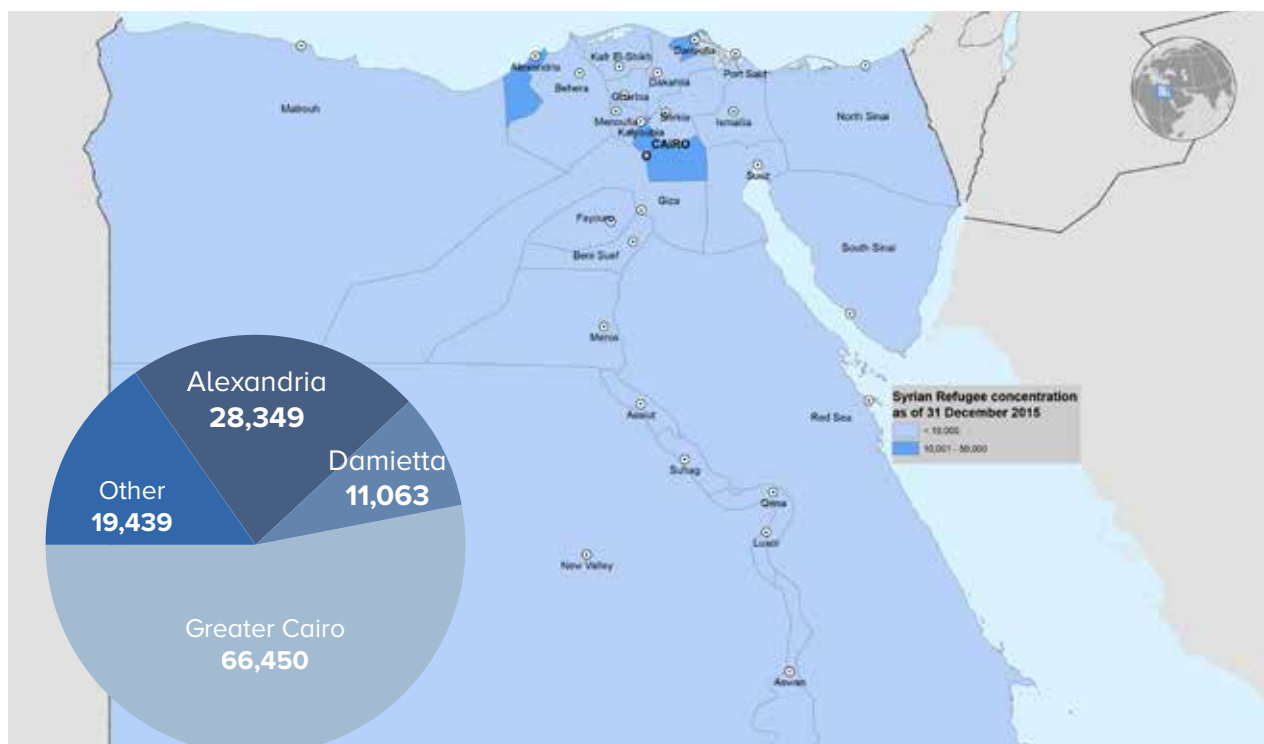 Alexandria
Kafr El-Shikh
Damietta
Port Said
Behera
Dakahlia
Gharbia
Matrouh
Menoufia
Sharkia
Ismailia
North Sinai
Kalyoubia
CAIRO
Suez
Giza
Fayoum
South Sinai
Beni Suef
Menia
Syrian Refugee concentration
as of 31 December 2015
< 10,000
10,001 - 50,000
Assiut
Red Sea
Suhag
Qena
Luxor
New Valley
Aswan
Alexandria
28,349
Damietta
11,063
Other
19,439
Greater Cairo
66,450